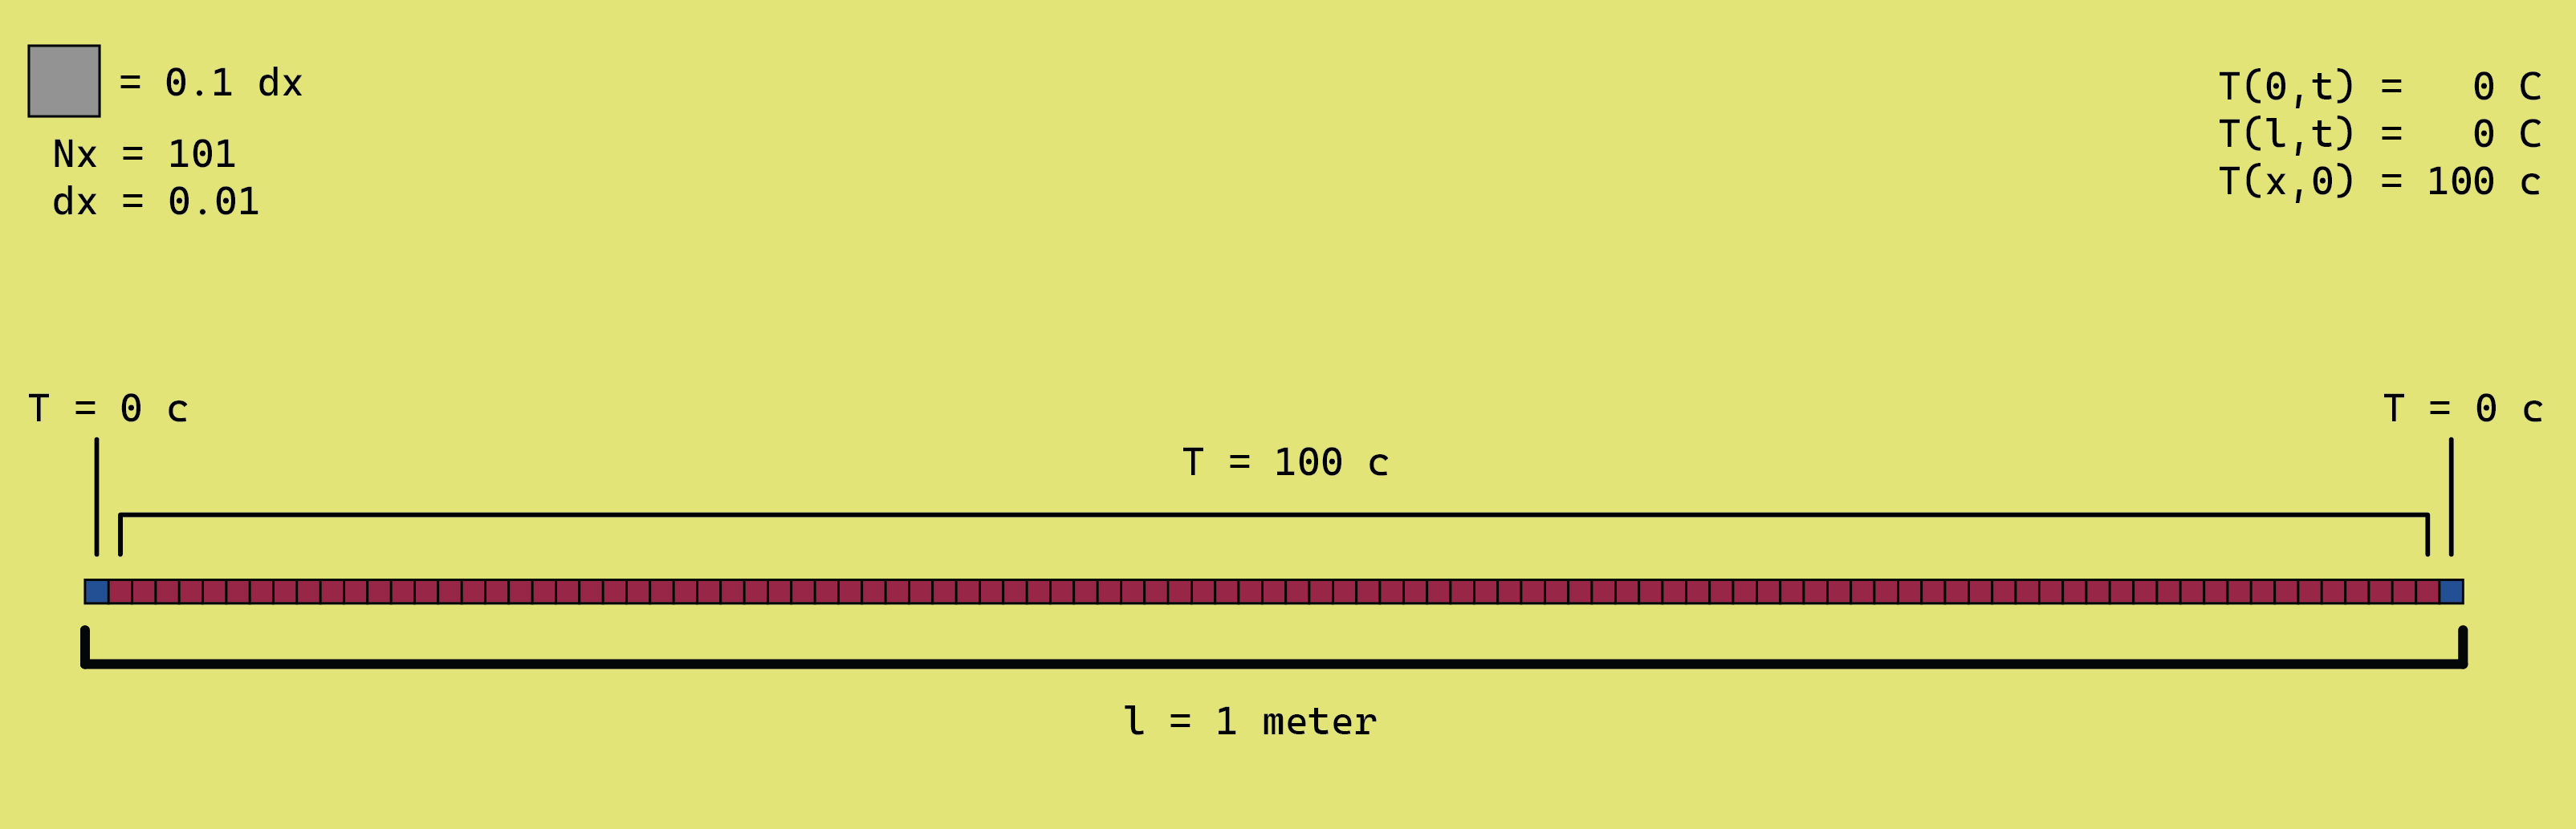 = 0.1 dx
Nx = 101
dx = 0.01
T(0,t) =   0 C
T(l,t) =   0 C
T(x,0) = 100 c
T = 0 c
T = 0 c
T = 100 c
l = 1 meter